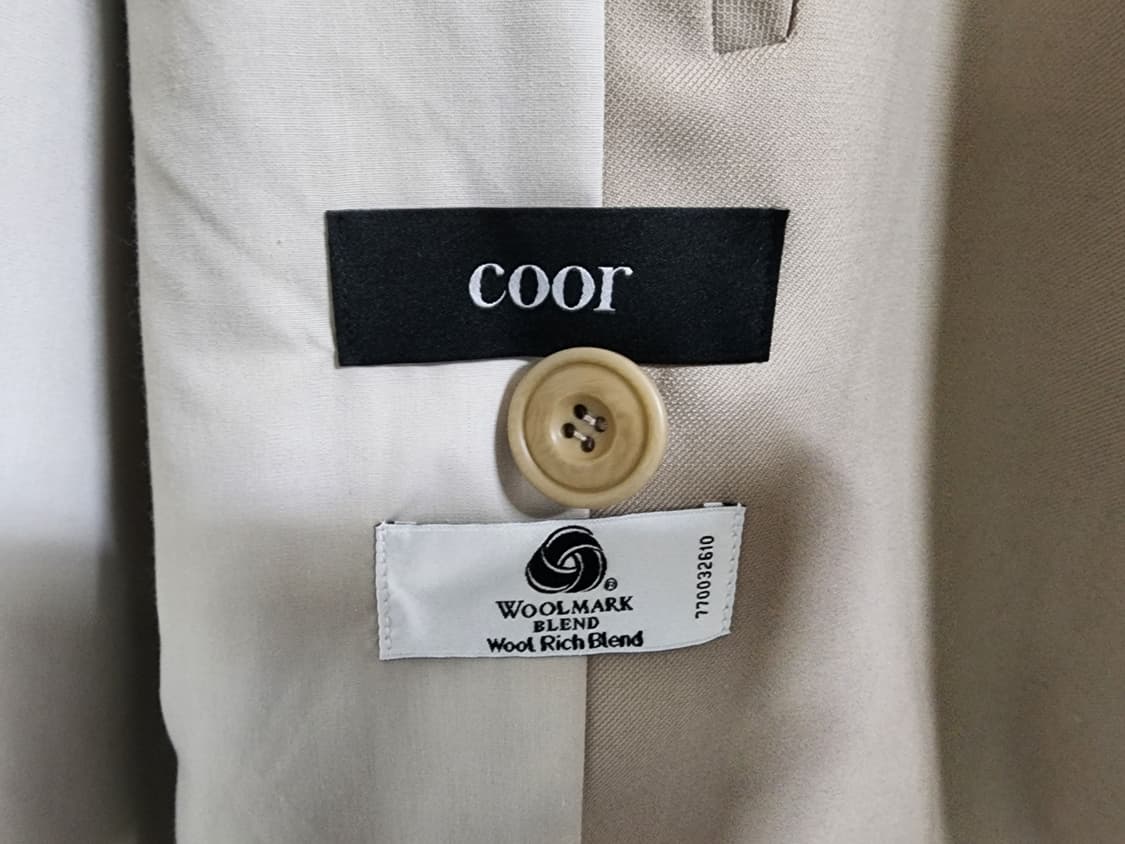 coor
WOOLMARK
BLEND
Wool Rich Blend
770032610